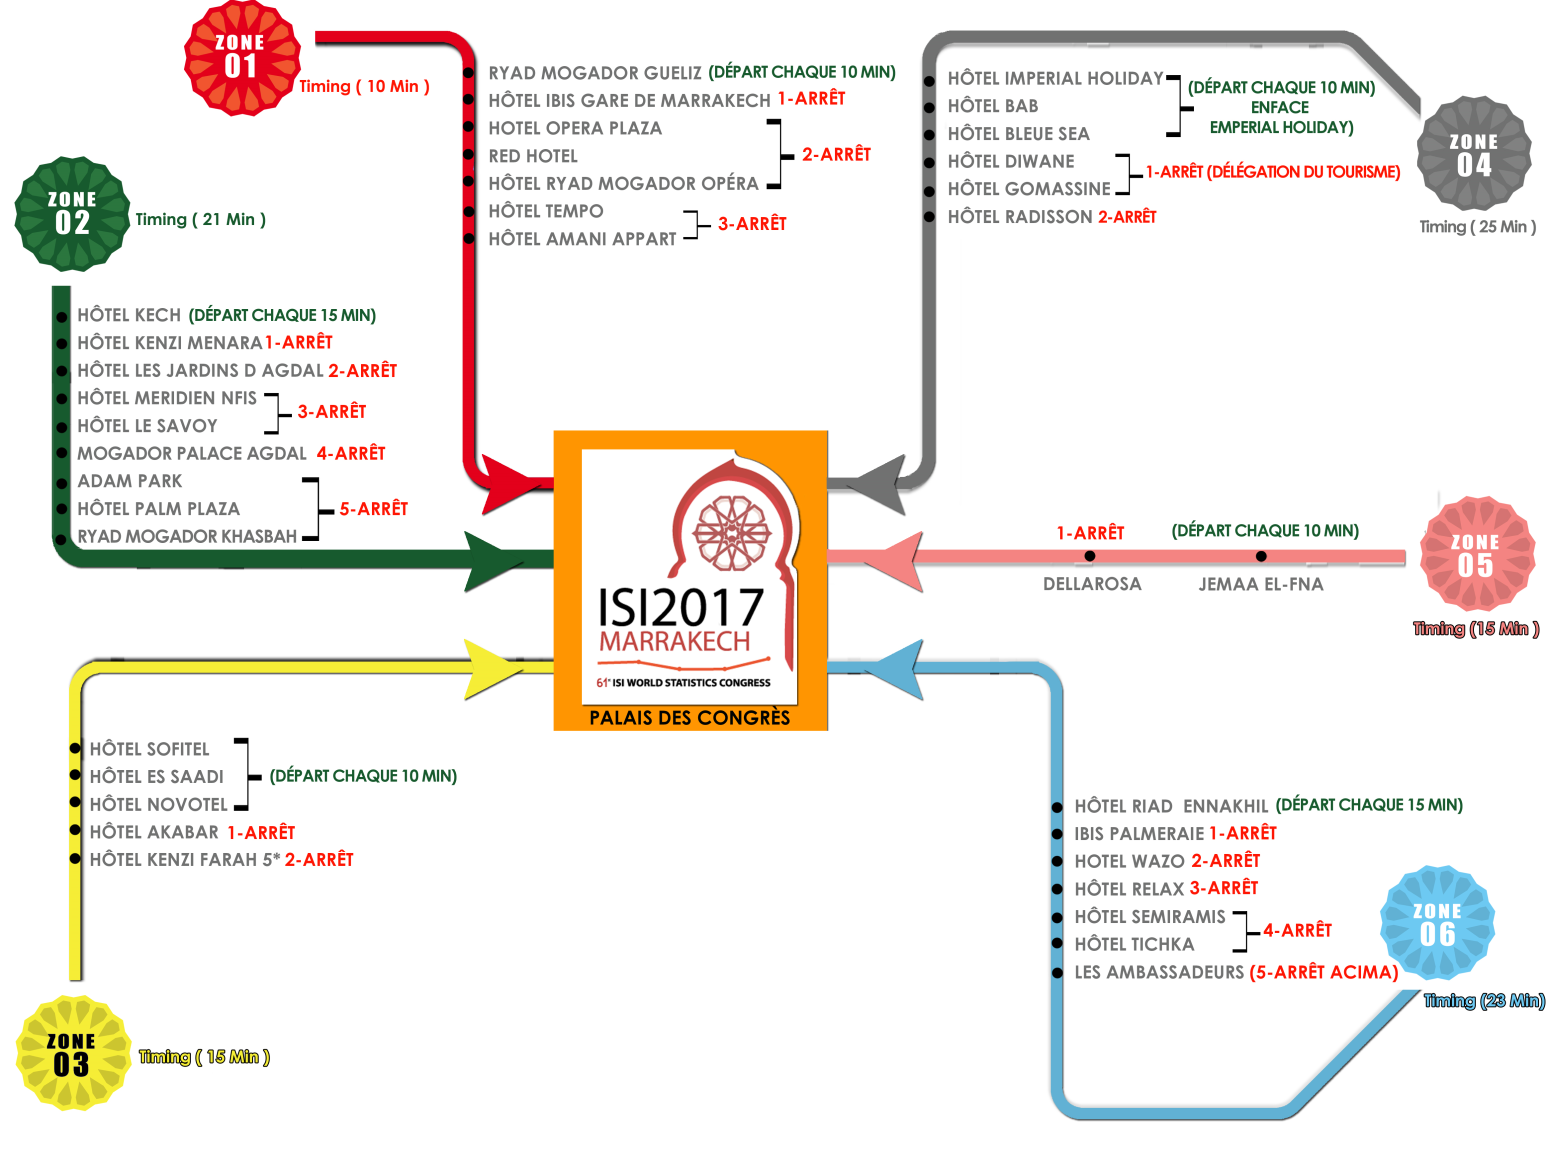 ZONE
01
Timing ( 10 Min )
RYAD MOGADOR GUELIZ (DÉPART CHAQUE 10 MIN)
HÔTEL IBIS GARE DE MARRAKECH 1-ARRÊT
HOTEL OPERA PLAZA
RED HOTEL
2-ARRÊT
HÔTEL RYAD MOGADOR OPÉRA
HÔTEL TEMPO
3-ARRÊT
HÔTEL AMANI APPART
ZONE
04
Timing ( 25 Min )
HÔTEL IMPERIAL HOLIDAY
HÔTEL BAB
HÔTEL BLEUE SEA
(DÉPART CHAQUE 10 MIN)
ENFACE
EMPERIAL HOLIDAY)
HÔTEL DIWANE
HÔTEL GOMASSINE
1-ARRÊT (DÉLÉGATION DU TOURISME)
HÔTEL RADISSON 2-ARRÊT
ZONE
02
Timing ( 21 Min )
HÔTEL KECH (DÉPART CHAQUE 15 MIN)
HÔTEL KENZI MENARA 1-ARRÊT
HÔTEL LES JARDINS D AGDAL 2-ARRÊT
HÔTEL MERIDIEN NFIS
3-ARRÊT
HÔTEL LE SAVOY
MOGADOR PALACE AGDAL 4-ARRÊT
ADAM PARK
HÔTEL PALM PLAZA 5-ARRÊT
RYAD MOGADOR KHASBAH
ISI2017
MARRAKECH
61° ISI WORLD STATISTICS CONGRESS
PALAIS DES CONGRÈS
1-ARRÊT
(DÉPART CHAQUE 10 MIN)
DELLAROSA
JEMAA EL-FNA
ZONE
05
Timing (15 Min )
HÔTEL SOFITEL
HÔTEL ES SAADI (DÉPART CHAQUE 10 MIN)
HÔTEL NOVOTEL
HÔTEL AKABAR 1-ARRÊT
HÔTEL KENZI FARAH 5* 2-ARRÊT
ZONE
03
Timing ( 15 Min )
HÔTEL RIAD ENNAKHIL (DÉPART CHAQUE 15 MIN)
IBIS PALMERAIE 1-ARRÊT
HOTEL WAZO 2-ARRÊT
HÔTEL RELAX 3-ARRÊT
HÔTEL SEMIRAMIS
4-ARRÊT
HÔTEL TICHKA
LES AMBASSADEURS (5-ARRÊT ACIMA)
ZONE
06
Timing (23 Min)